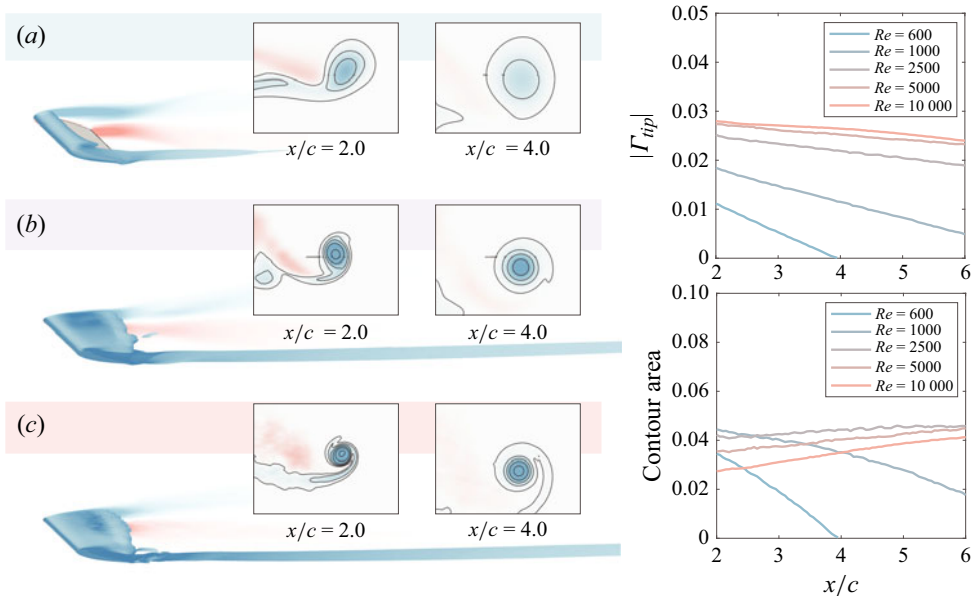 (a)
x/c = 2.0
x/c = 4.0
(b)
x/c = 2.0
x/c = 4.0
(c)
x/c = 2.0
x/c = 4.0
|Γtip|
0.05
0.04
0.03
0.02
0.01
0
Re = 600
Re = 1000
Re = 2500
Re = 5000
Re = 10 000
2 3 4 5 6
Contour area
0.10
0.08
0.06
0.04
0.02
0
Re = 600
Re = 1000
Re = 2500
Re = 5000
Re = 10 000
2 3 4 5 6
x/c